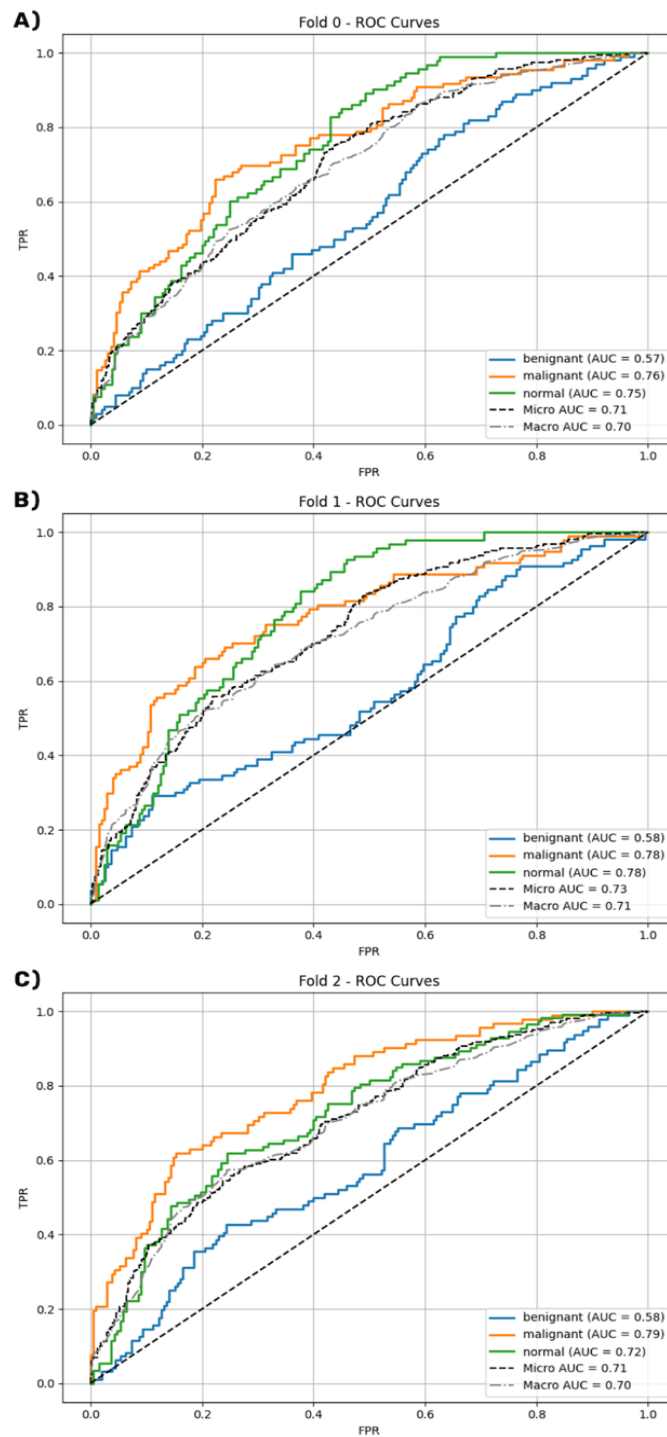 A)
Fold 0 - ROC Curves
1.0
0.8
0.6
0.4
0.2
0.0
TPR
benignant (AUC = 0.57)
malignant (AUC = 0.76)
normal (AUC = 0.75)
Micro AUC = 0.71
Macro AUC = 0.70
0.0 0.2 0.4 0.6 0.8 1.0
FPR
B)
Fold 1 - ROC Curves
1.0
0.8
0.6
0.4
0.2
0.0
TPR
benignant (AUC = 0.58)
malignant (AUC = 0.78)
normal (AUC = 0.78)
Micro AUC = 0.73
Macro AUC = 0.71
0.0 0.2 0.4 0.6 0.8 1.0
FPR
C)
Fold 2 - ROC Curves
1.0
0.8
0.6
0.4
0.2
0.0
TPR
benignant (AUC = 0.58)
malignant (AUC = 0.79)
normal (AUC = 0.72)
Micro AUC = 0.71
Macro AUC = 0.70
0.0 0.2 0.4 0.6 0.8 1.0
FPR